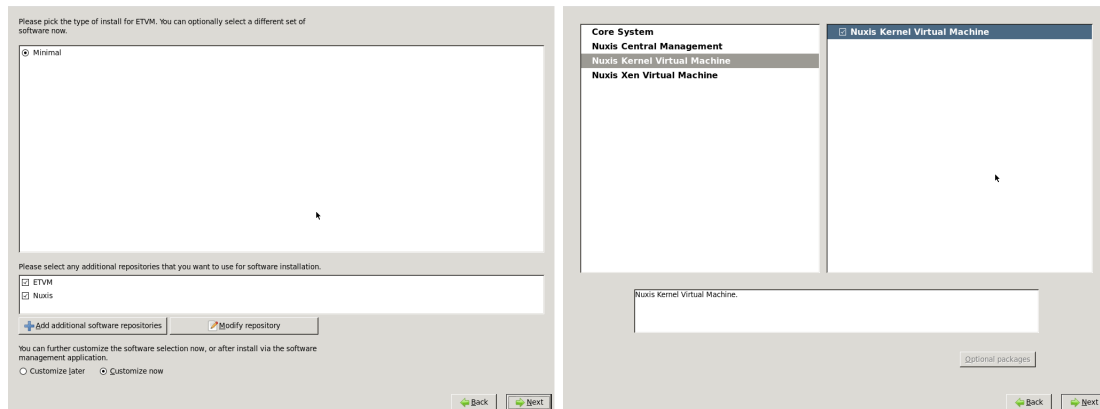 Please pick the type of install for ETVM. You can optionally select a different set of
software now.
Minimal
Please select any additional repositories that you want to use for software installation.
ETVM
Nuxis
Add additional software repositories
Modify repository
You can further customize the software selection now, or after install via the software
management application.
Customize later
Customize now
Back
Next
Core System
Nuxis Central Management
Nuxis Kernel Virtual Machine
Nuxis Xen Virtual Machine
Nuxis Kernel Virtual Machine
Nuxis Kernel Virtual Machine.
Optional packages
Back
Next